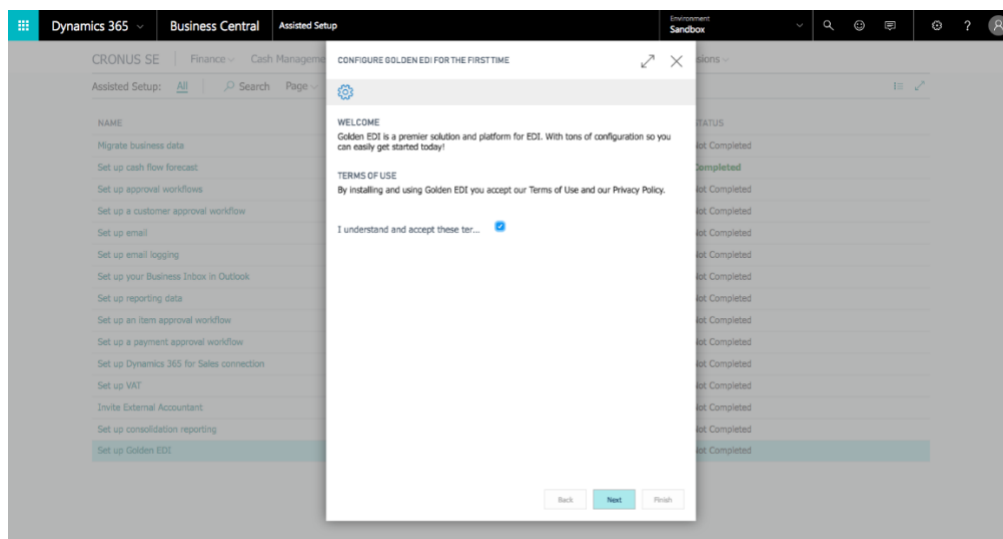 Dynamics 365 Business Central Assisted Setup Environment Sandbox ?
CRONUS SE Finance Cash Manageme sions
Assisted Setup: All Search Page
CONFIGURE GOLDEN EDI FOR THE FIRST TIME
WELCOME
Golden EDI is a premier solution and platform for EDI. With tons of configuration so you
can easily get started today!
TERMS OF USE
By installing and using Golden EDI you accept our Terms of Use and our Privacy Policy.
I understand and accept these ter...
Back Next Finish
NAME TATUS
Migrate business data ot Completed
Set up cash flow forecast ompleted
Set up approval workflows ot Completed
Set up a customer approval workflow ot Completed
Set up email ot Completed
Set up email logging ot Completed
Set up your Business Inbox in Outlook ot Completed
Set up reporting data ot Completed
Set up an item approval workflow ot Completed
Set up a payment approval workflow ot Completed
Set up Dynamics 365 for Sales connection ot Completed
Set up VAT ot Completed
Invite External Accountant ot Completed
Set up consolidation reporting ot Completed
Set up Golden EDI ot Completed